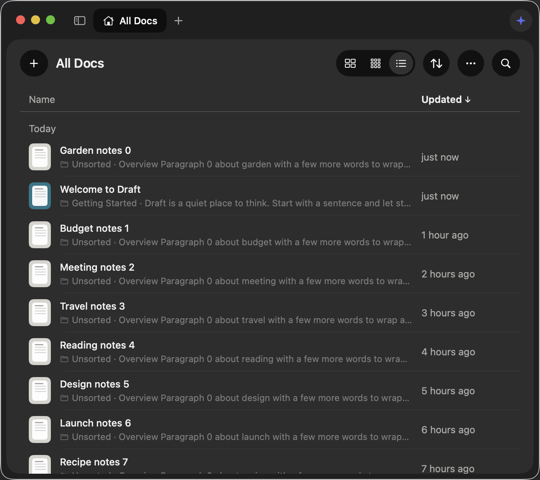 All Docs
All Docs
Name
Updated ↓
Today
Garden notes 0
Unsorted · Overview Paragraph 0 about garden with a few more words to wrap...
just now
Welcome to Draft
Getting Started · Draft is a quiet place to think. Start with a sentence and let st...
just now
Budget notes 1
Unsorted · Overview Paragraph 0 about budget with a few more words to wrap...
1 hour ago
Meeting notes 2
Unsorted · Overview Paragraph 0 about meeting with a few more words to wra...
2 hours ago
Travel notes 3
Unsorted · Overview Paragraph 0 about travel with a few more words to wrap a...
3 hours ago
Reading notes 4
Unsorted · Overview Paragraph 0 about reading with a few more words to wra...
4 hours ago
Design notes 5
Unsorted · Overview Paragraph 0 about design with a few more words to wrap...
5 hours ago
Launch notes 6
Unsorted · Overview Paragraph 0 about launch with a few more words to wrap...
6 hours ago
Recipe notes 7
7 hours ago